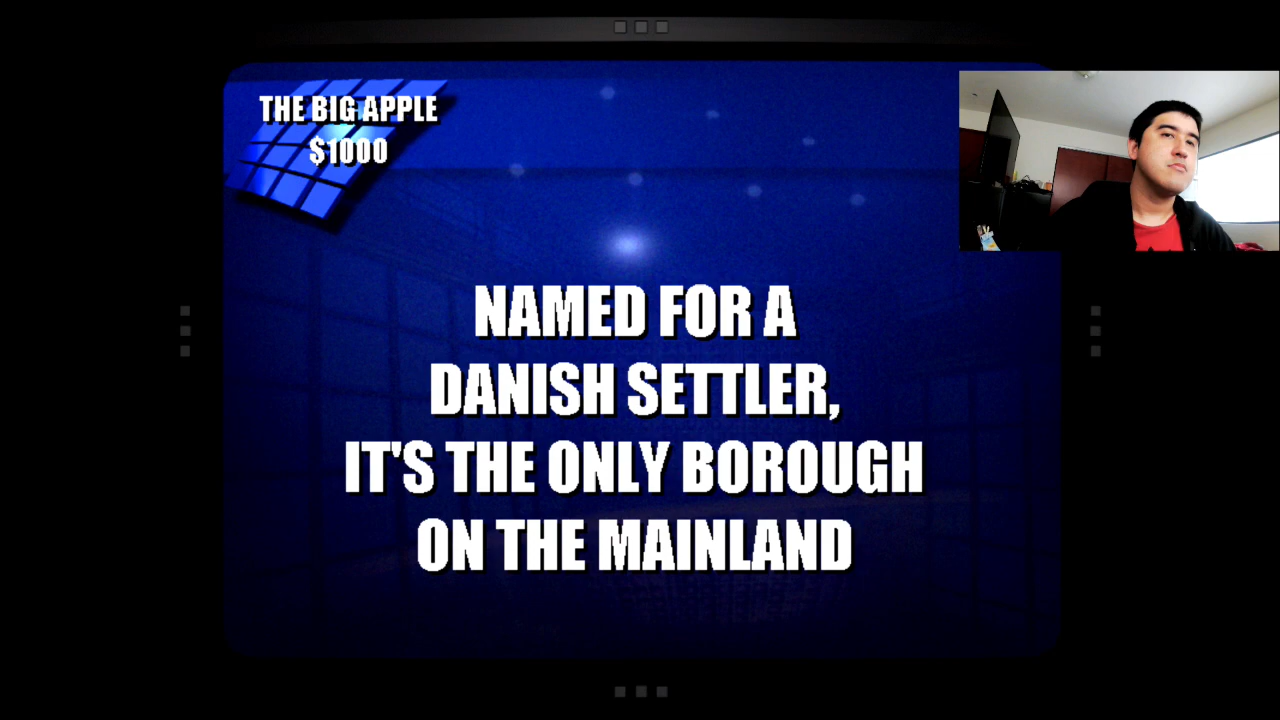 THE BIG APPLE
$1000
NAMED FOR A
DANISH SETTLER,
IT'S THE ONLY BOROUGH
ON THE MAINLAND